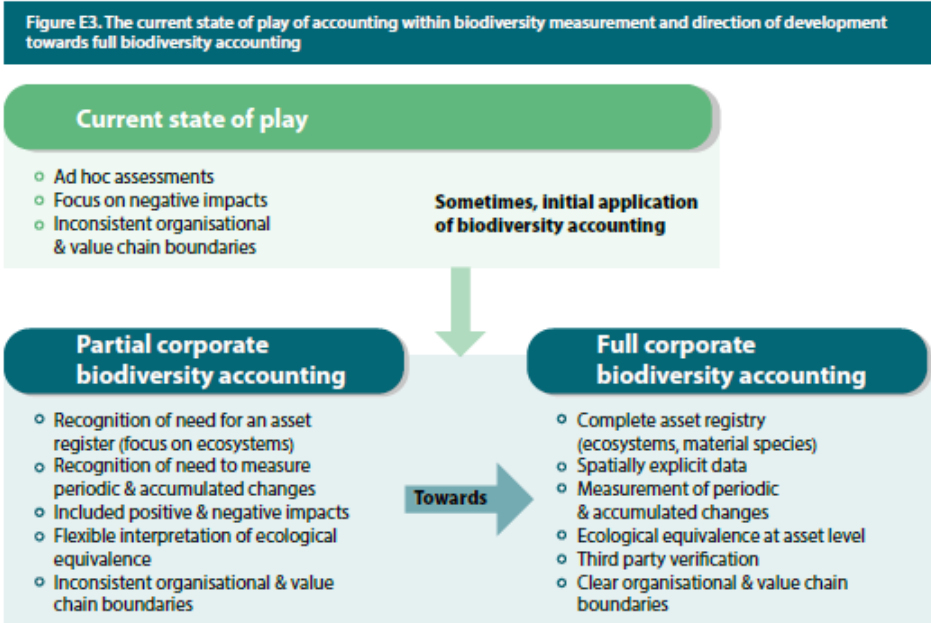 Figure E3. The current state of play of accounting within biodiversity measurement and direction of development
towards full biodiversity accounting
Current state of play
Ad hoc assessments
Focus on negative impacts
Inconsistent organisational
& value chain boundaries
Sometimes, initial application
of biodiversity accounting
Partial corporate
biodiversity accounting
Recognition of need for an asset
register (focus on ecosystems)
Recognition of need to measure
periodic & accumulated changes
Included positive & negative impacts
Flexible interpretation of ecological
equivalence
Inconsistent organisational & value
chain boundaries
Towards
Full corporate
biodiversity accounting
Complete asset registry
(ecosystems, material species)
Spatially explicit data
Measurement of periodic
& accumulated changes
Ecological equivalence at asset level
Third party verification
Clear organisational & value chain
boundaries